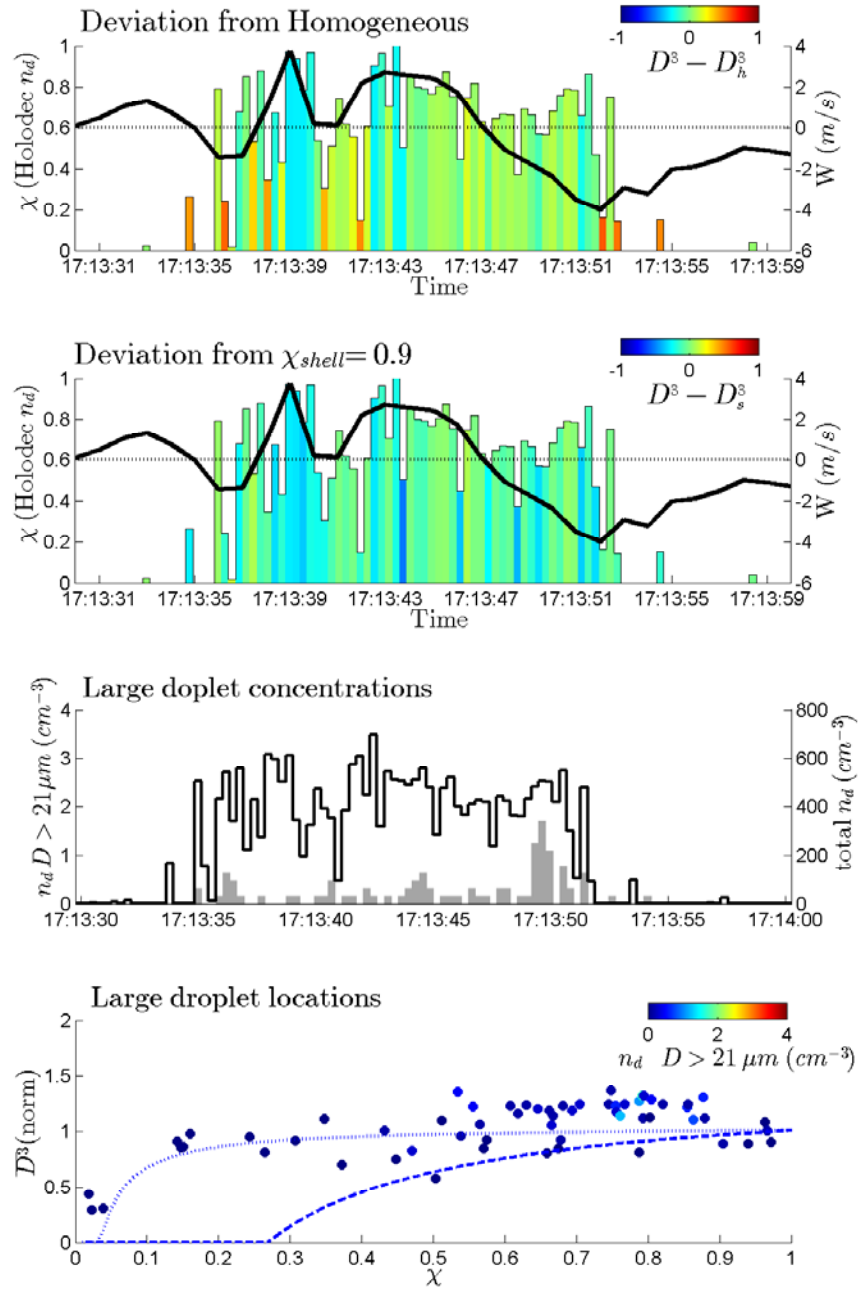 Deviation from Homogeneous
-1 0 1
D³ − D³ₕ
χ (Holodec n_d)
1
0.8
0.6
0.4
0.2
0
4
2
0
-2
-4
-6
W (m/s)
17:13:31 17:13:35 17:13:39 17:13:43 17:13:47 17:13:51 17:13:55 17:13:59
Time
Deviation from χ_shell = 0.9
-1 0 1
D³ − D³ₛ
χ (Holodec n_d)
1
0.8
0.6
0.4
0.2
0
4
2
0
-2
-4
-6
W (m/s)
17:13:31 17:13:35 17:13:39 17:13:43 17:13:47 17:13:51 17:13:55 17:13:59
Time
Large doplet concentrations
n_d D > 21 μm (cm⁻³)
4
3
2
1
0
800
600
400
200
0
total n_d (cm⁻³)
17:13:30 17:13:35 17:13:40 17:13:45 17:13:50 17:13:55 17:14:00
Large droplet locations
0 2 4
n_d D > 21 μm (cm⁻³)
D̅³(norm)
2
1.5
1
0.5
0
0 0.1 0.2 0.3 0.4 0.5 0.6 0.7 0.8 0.9 1
χ